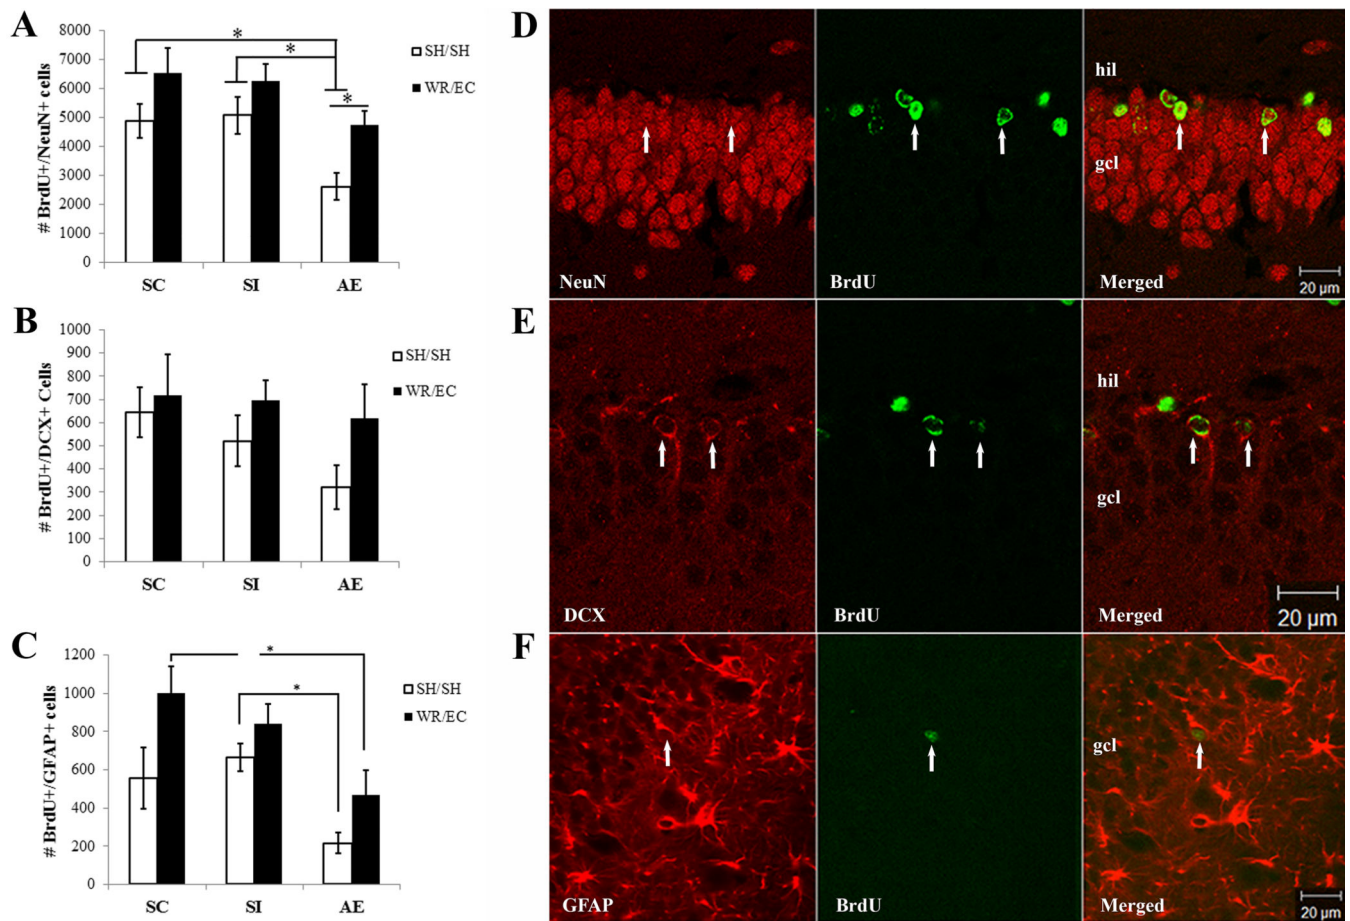 A
# BrdU+/NeuN+ cells
8000
7000
6000
5000
4000
3000
2000
1000
0
*
*
*
SH/SH
WR/EC
SC SI AE
B
# BrdU+/DCX+ Cells
1000
900
800
700
600
500
400
300
200
100
0
SH/SH
WR/EC
SC SI AE
C
# BrdU+/GFAP+ cells
1200
1000
800
600
400
200
0
*
*
SH/SH
WR/EC
SC SI AE
D
hil
gcl
NeuN BrdU Merged
20 µm
E
hil
gcl
DCX BrdU Merged
20 µm
F
gcl
GFAP BrdU Merged
20 µm